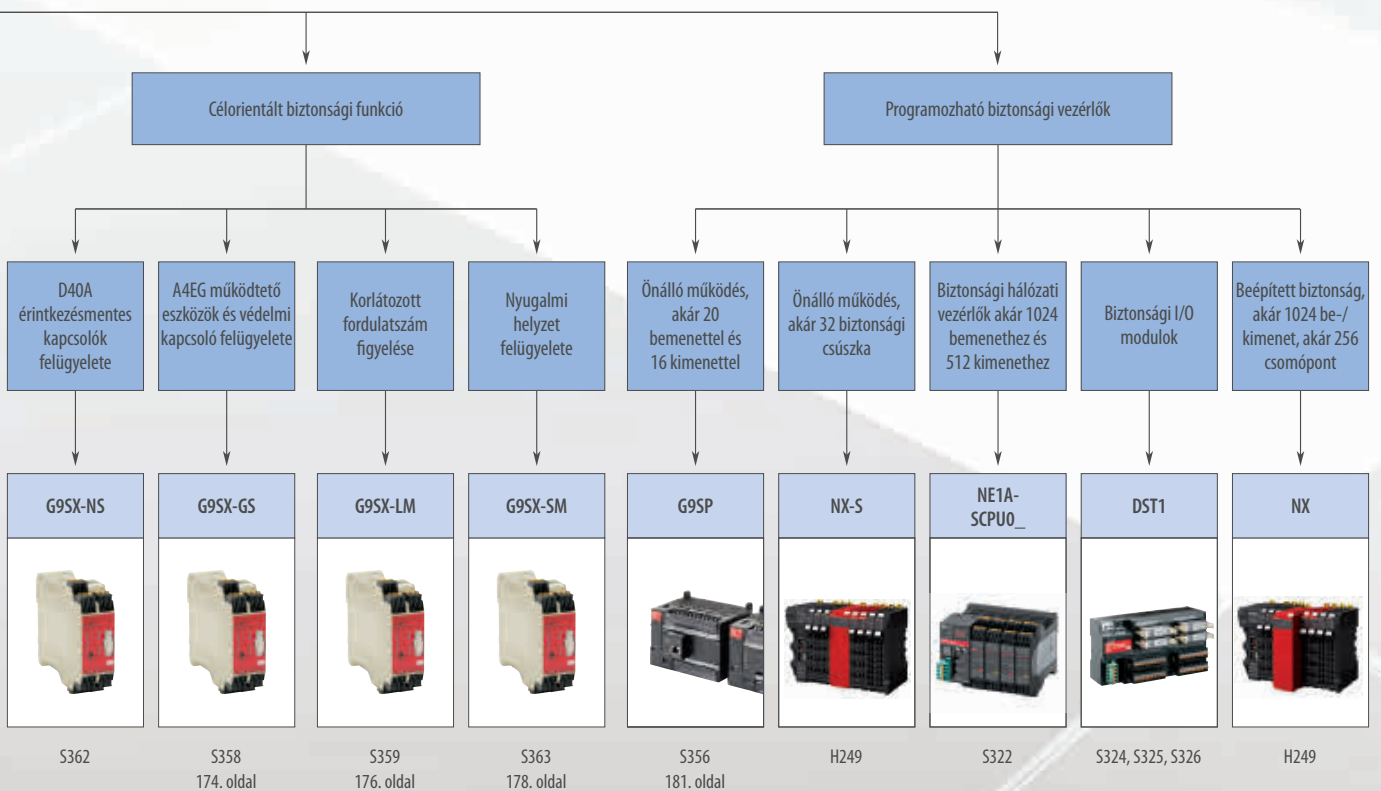 Célorientált biztonsági funkció
Programozható biztonsági vezérlők
D40A
érintkezésmentes
kapcsolók
felügyelete
A4EG működtető
eszközök és védelmi
kapcsoló felügyelete
Korlátozott
fordulatszám
figyelése
Nyugalmi
helyzet
felügyelete
Önálló működés,
akár 20
bemenettel és
16 kimenettel
Önálló működés,
akár 32 biztonsági
csúszka
Biztonsági hálózati
vezérlők akár 1024
bemenethez és
512 kimenethez
Biztonsági I/O
modulok
Beépített biztonság,
akár 1024 be-/
kimenet, akár 256
csomópont
G9SX-NS
G9SX-GS
G9SX-LM
G9SX-SM
G9SP
NX-S
NE1A-
SCPU0_
DST1
NX
S362
S358
174. oldal
S359
176. oldal
S363
178. oldal
S356
181. oldal
H249
S322
S324, S325, S326
H249